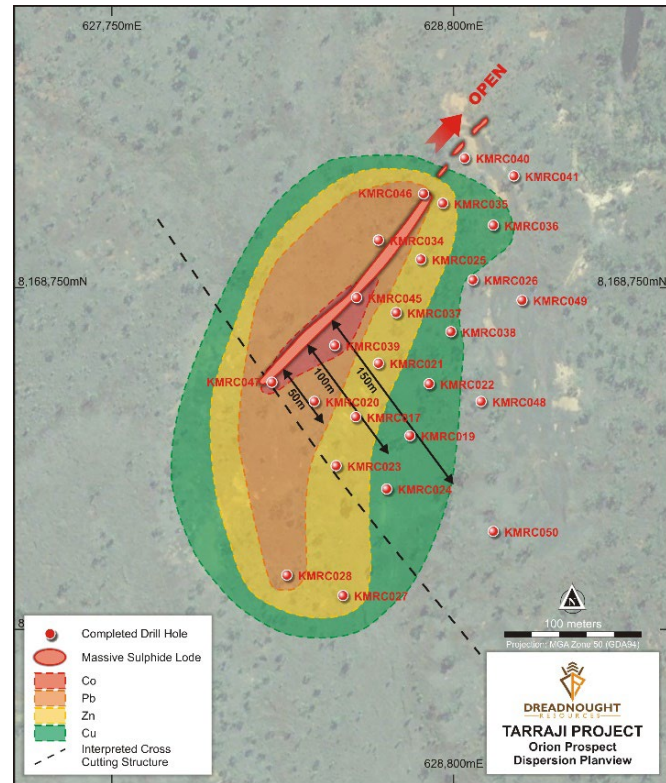 627,750mE
628,800mE
OPEN
KMRC040
KMRC041
KMRC046
KMRC035
KMRC036
KMRC034
KMRC025
8,168,750mN
KMRC026
8,168,750mN
KMRC045
KMRC049
KMRC037
KMRC038
KMRC039
KMRC021
KMRC047
KMRC022
50m
100m
150m
KMRC020
KMRC048
KMRC017
KMRC019
KMRC023
KMRC024
KMRC050
KMRC028
KMRC027
N
100 meters
Projection: MGA Zone 50 (GDA94)
Completed Drill Hole
Massive Sulphide Lode
Co
Pb
Zn
Cu
Interpreted Cross
Cutting Structure
DREADNOUGHT
RESOURCES
TARRAJI PROJECT
Orion Prospect
Dispersion Planview
628,800mE